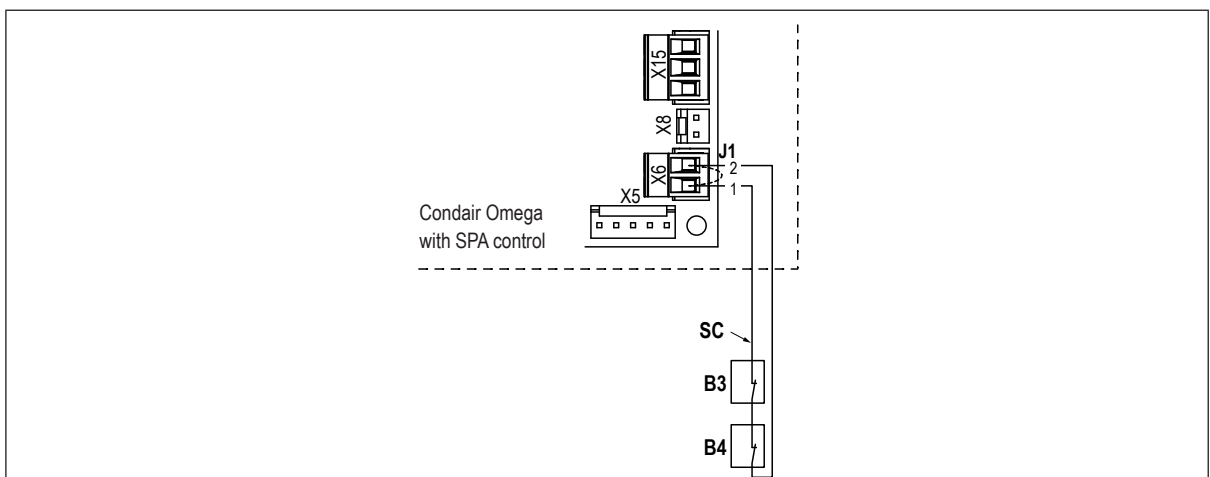 X15
X8
J1
X6
2
1
X5
Condair Omega
with SPA control
SC
B3
B4